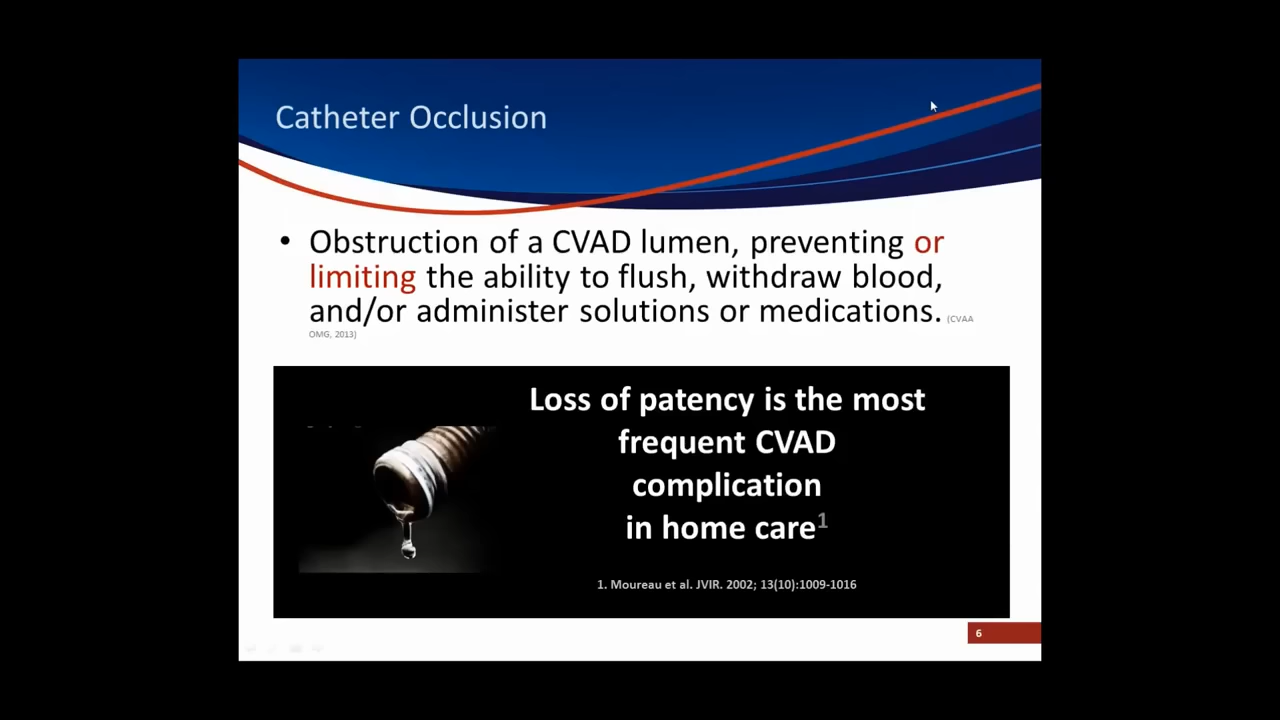 Catheter Occlusion
• Obstruction of a CVAD lumen, preventing or
limiting the ability to flush, withdraw blood,
and/or administer solutions or medications. (CVAA
OMG, 2013)
Loss of patency is the most
frequent CVAD
complication
in home care1
1. Moureau et al. JVIR. 2002; 13(10):1009-1016
6